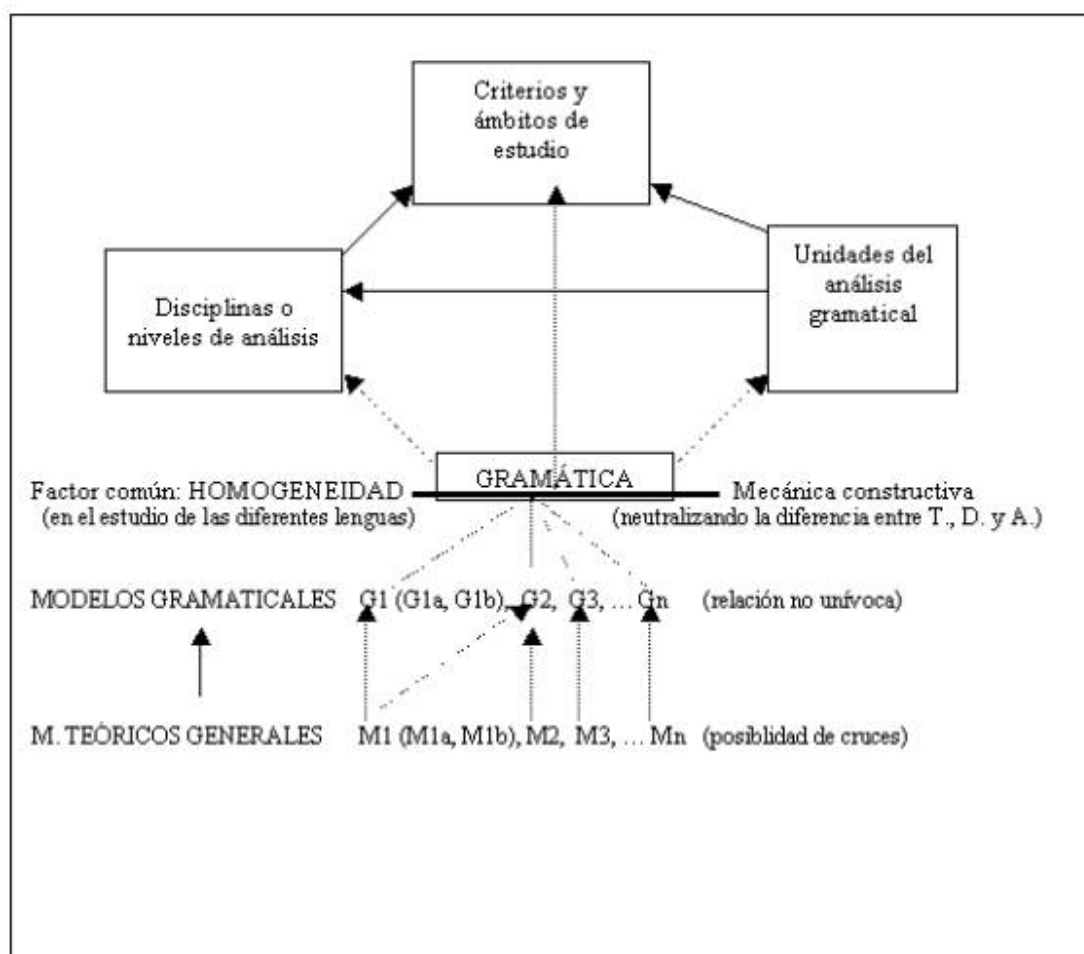 Criterios y
ámbitos de
estudio
Disciplinas o
niveles de análisis
Unidades del
análisis
gramatical
GRAMÁTICA
Factor común: HOMOGENEIDAD
(en el estudio de las diferentes lenguas)
Mecánica constructiva
(neutralizando la diferencia entre T., D. y A.)
MODELOS GRAMATICALES G1 (G1a, G1b), G2, G3, ... Gn (relación no unívoca)
M. TEÓRICOS GENERALES M1 (M1a, M1b), M2, M3, ... Mn (posiblidad de cruces)